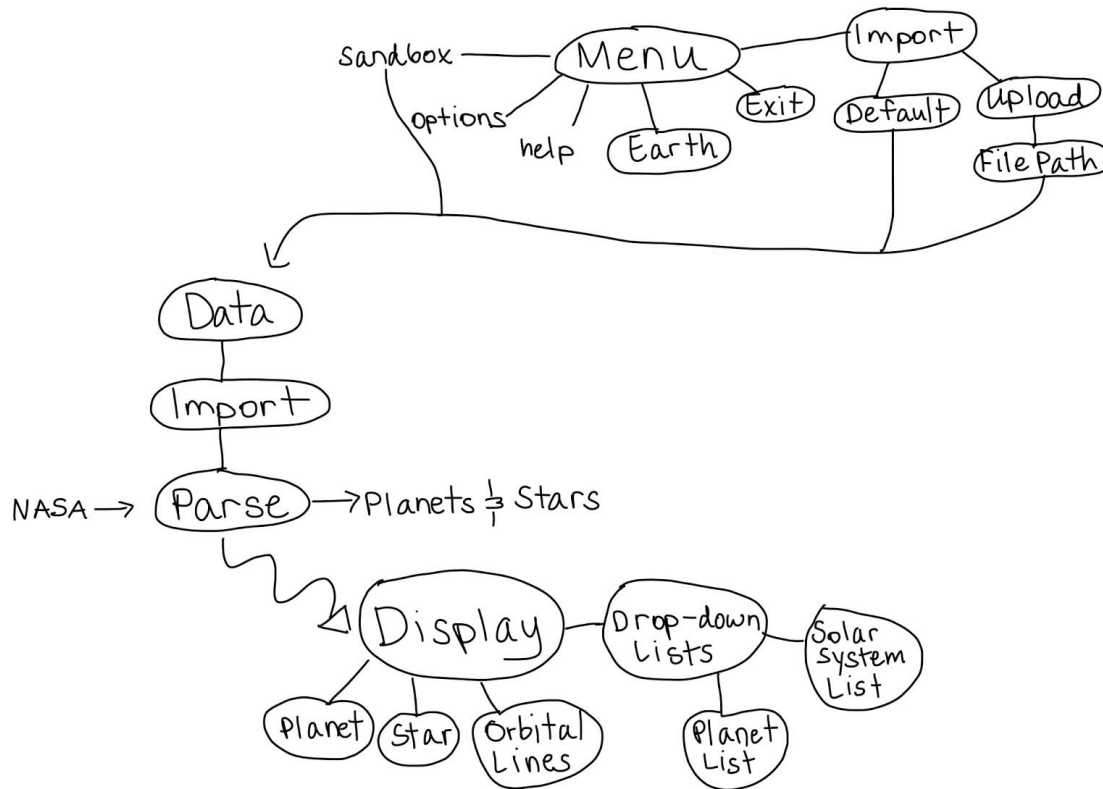 sandbox
Menu
Import
options
help
Earth
Exit
Default
Upload
File Path
Data
Import
NASA
Parse
Planets & Stars
Display
Drop-down
Lists
Solar
System
List
Planet
Star
Orbital
Lines
Planet
List